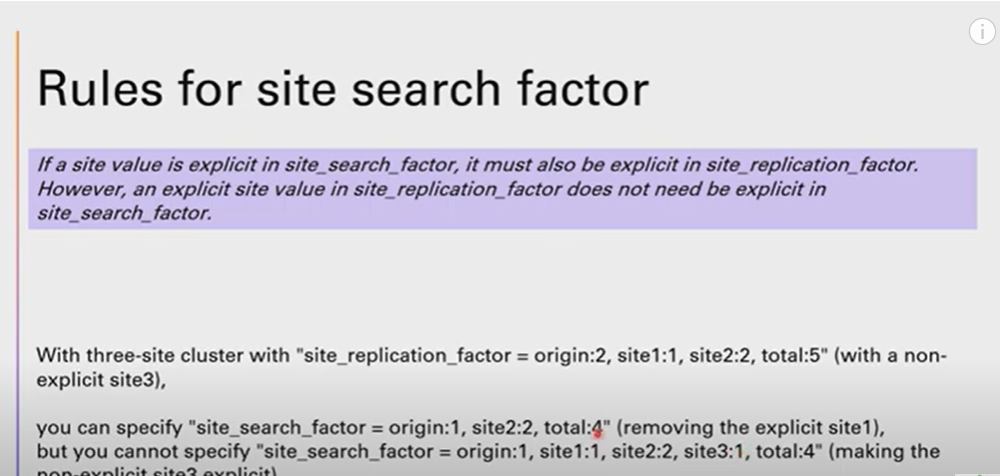 Rules for site search factor
If a site value is explicit in site_search_factor, it must also be explicit in site_replication_factor.
However, an explicit site value in site_replication_factor does not need be explicit in
site_search_factor.
With three-site cluster with "site_replication_factor = origin:2, site1:1, site2:2, total:5" (with a non-
explicit site3),
you can specify "site_search_factor = origin:1, site2:2, total:4" (removing the explicit site1),
but you cannot specify "site_search_factor = origin:1, site1:1, site2:2, site3:1, total:4" (making the
non-explicit site3 explicit)